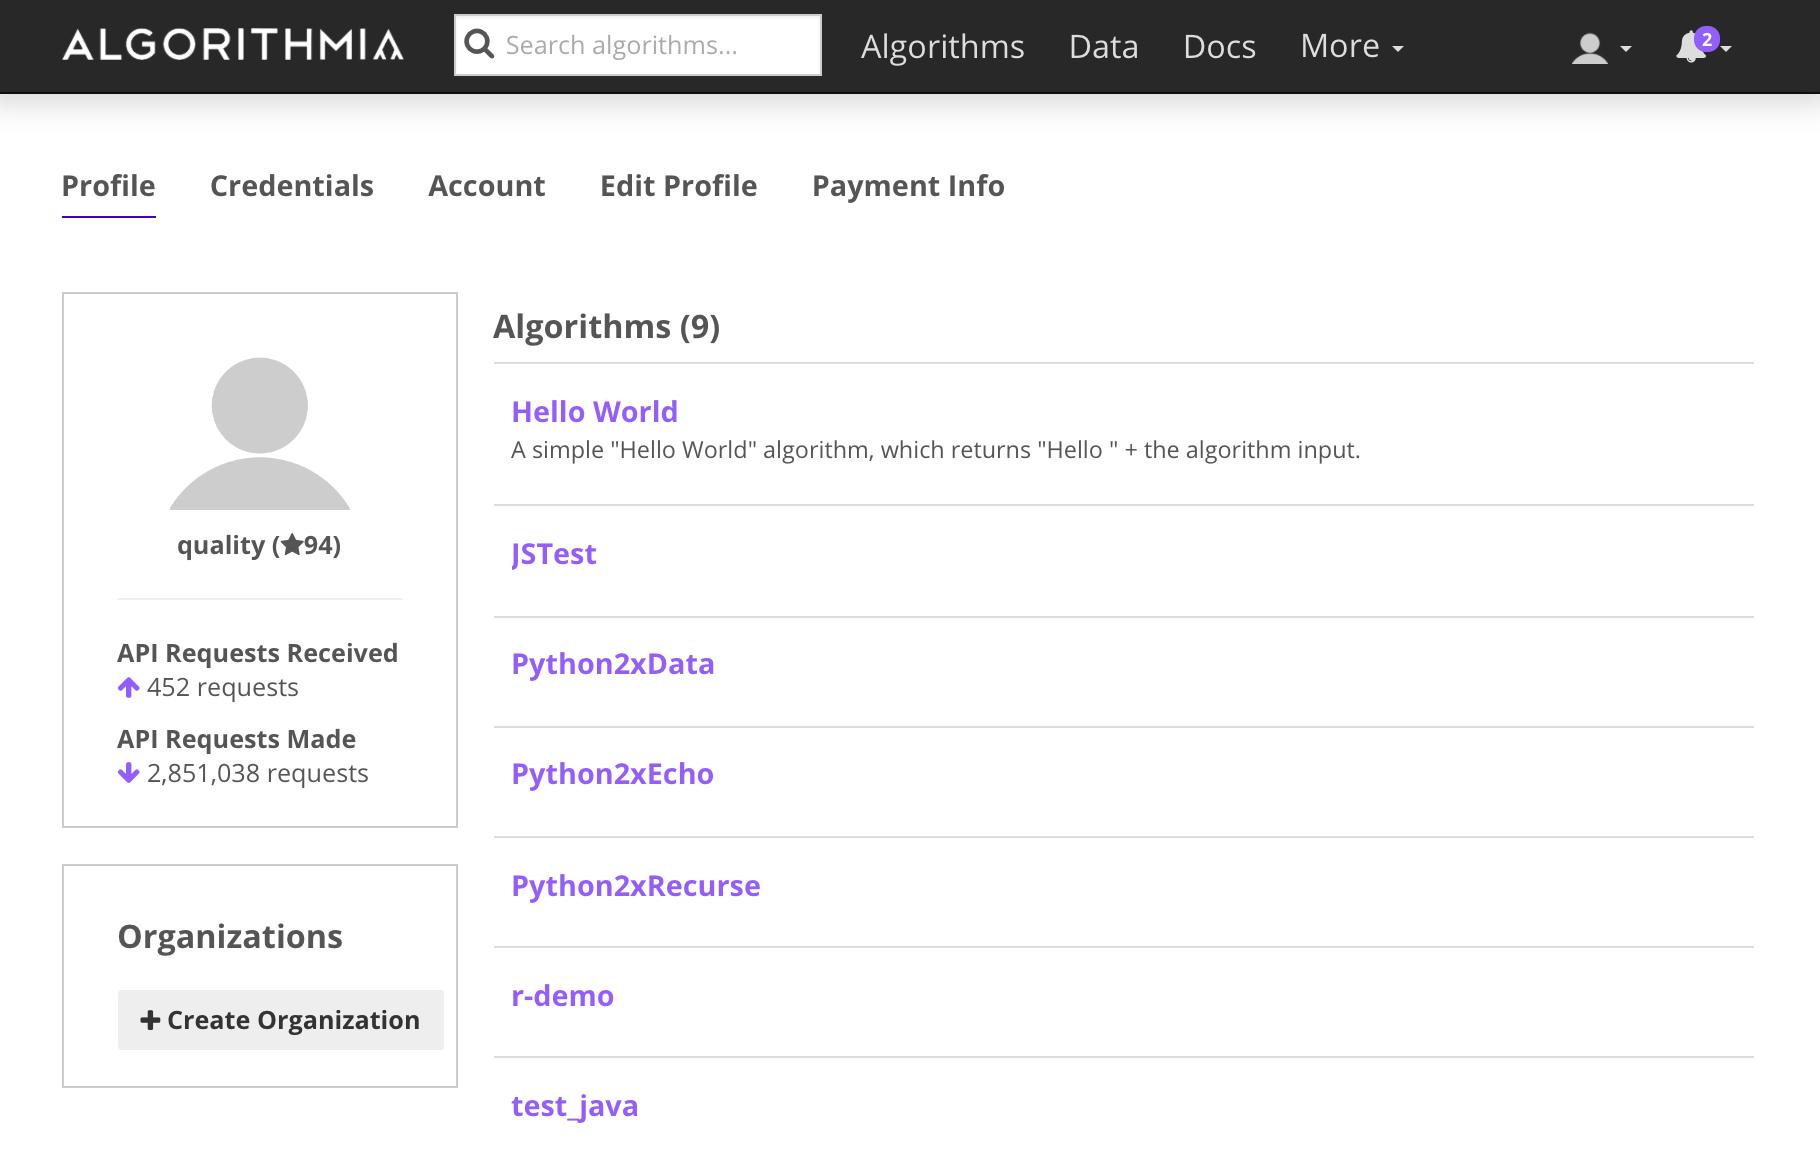 ALGORITHMIA
Search algorithms...
Algorithms
Data
Docs
More
2
Profile
Credentials
Account
Edit Profile
Payment Info
quality (★94)
API Requests Received
452 requests
API Requests Made
2,851,038 requests
Organizations
Create Organization
Algorithms (9)
Hello World
A simple "Hello World" algorithm, which returns "Hello " + the algorithm input.
JSTest
Python2xData
Python2xEcho
Python2xRecurse
r-demo
test_java